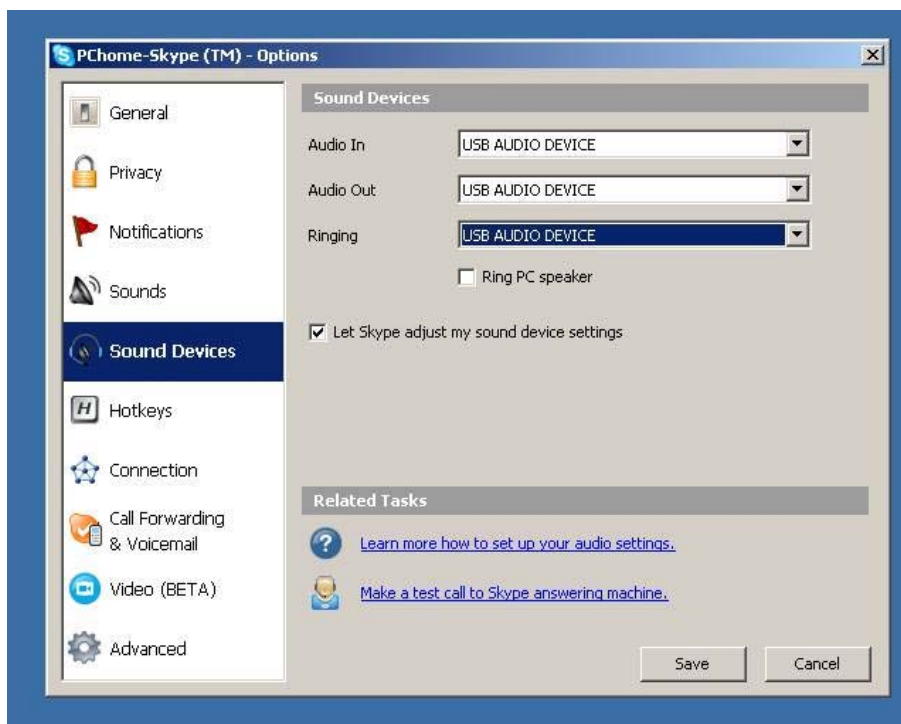 PChome-Skype (TM) - Options
General
Privacy
Notifications
Sounds
Sound Devices
Hotkeys
Connection
Call Forwarding
& Voicemail
Video (BETA)
Advanced
Sound Devices
Audio In USB AUDIO DEVICE
Audio Out USB AUDIO DEVICE
Ringing USB AUDIO DEVICE
Ring PC speaker
Let Skype adjust my sound device settings
Related Tasks
Learn more how to set up your audio settings.
Make a test call to Skype answering machine.
Save Cancel